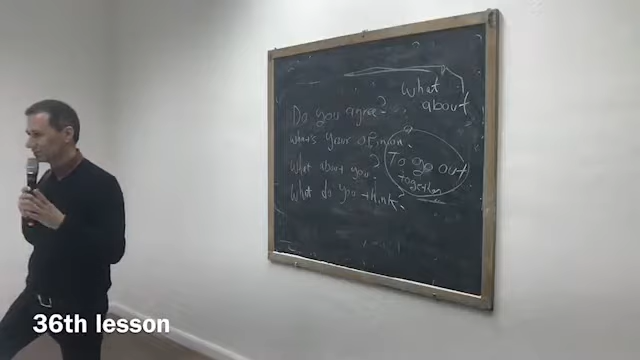 What
about
Do you agree?
What's your opinion.
What about you?
What do you think?
To go out
together
36th lesson